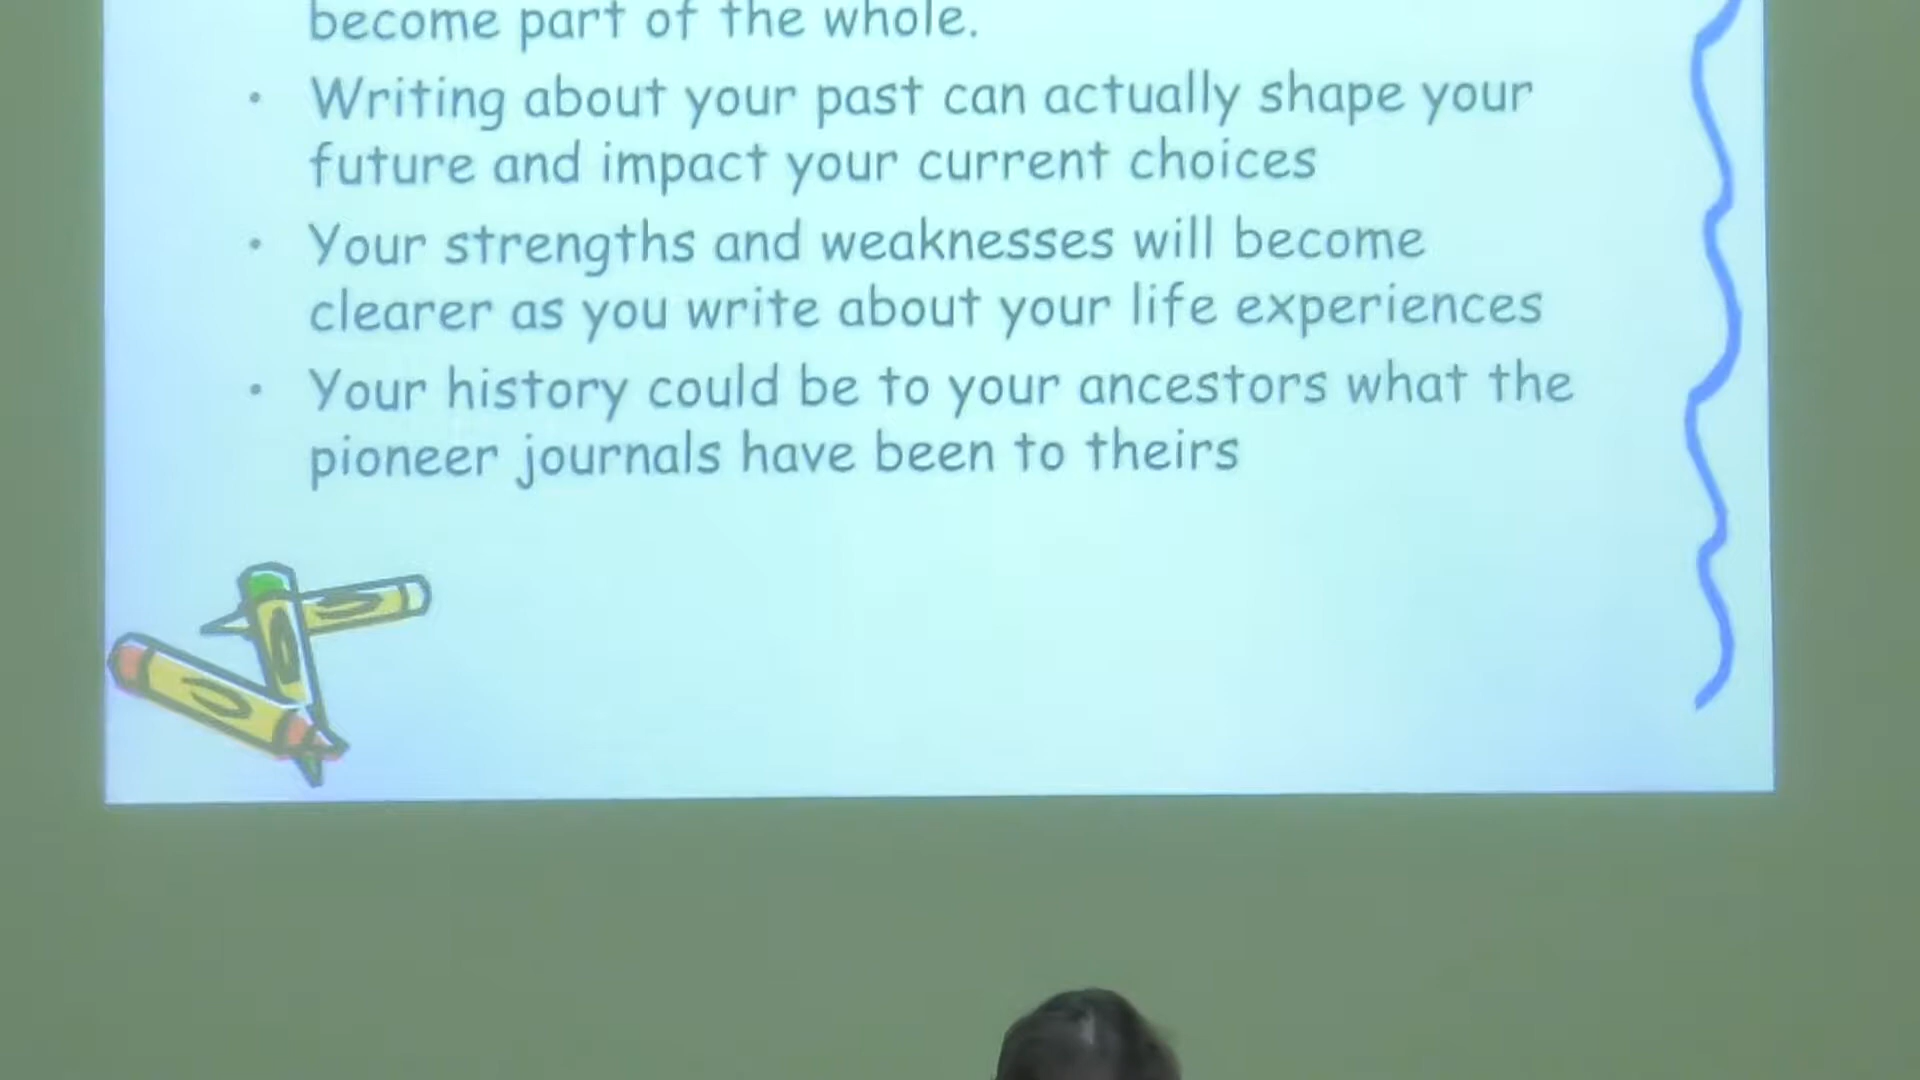 become part of the whole.
• Writing about your past can actually shape your
future and impact your current choices
• Your strengths and weaknesses will become
clearer as you write about your life experiences
• Your history could be to your ancestors what the
pioneer journals have been to theirs